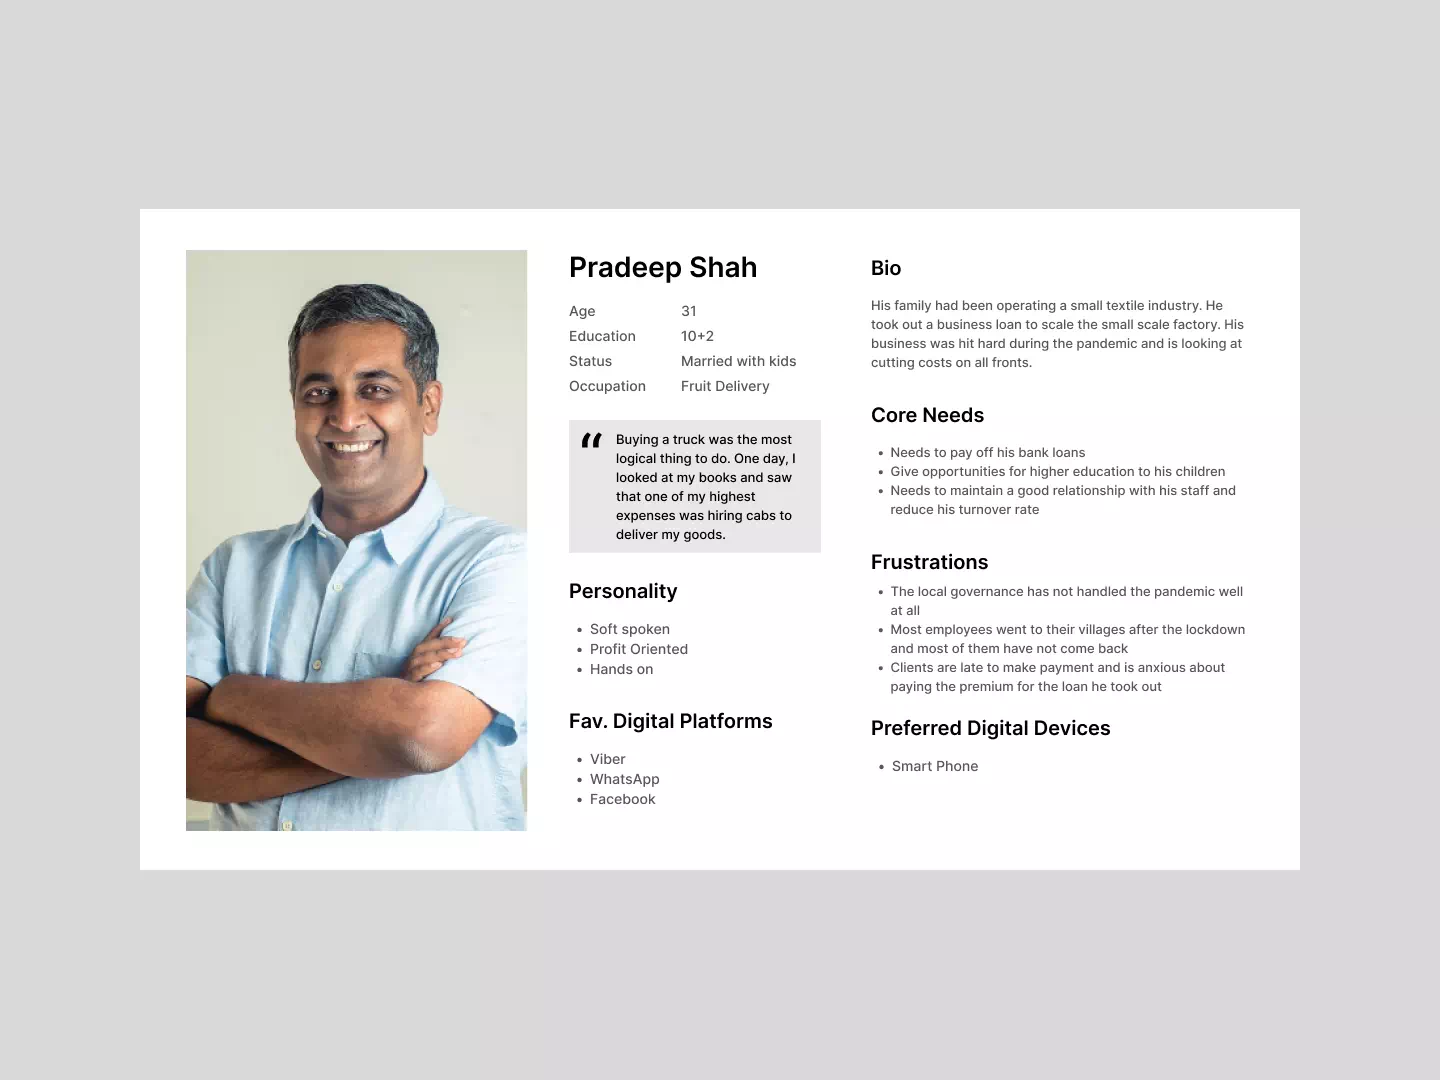 Pradeep Shah
Age 31
Education 10+2
Status Married with kids
Occupation Fruit Delivery
“ Buying a truck was the most
logical thing to do. One day, I
looked at my books and saw
that one of my highest
expenses was hiring cabs to
deliver my goods.
Personality
• Soft spoken
• Profit Oriented
• Hands on
Fav. Digital Platforms
• Viber
• WhatsApp
• Facebook
Bio
His family had been operating a small textile industry. He
took out a business loan to scale the small scale factory. His
business was hit hard during the pandemic and is looking at
cutting costs on all fronts.
Core Needs
• Needs to pay off his bank loans
• Give opportunities for higher education to his children
• Needs to maintain a good relationship with his staff and
reduce his turnover rate
Frustrations
• The local governance has not handled the pandemic well
at all
• Most employees went to their villages after the lockdown
and most of them have not come back
• Clients are late to make payment and is anxious about
paying the premium for the loan he took out
Preferred Digital Devices
• Smart Phone